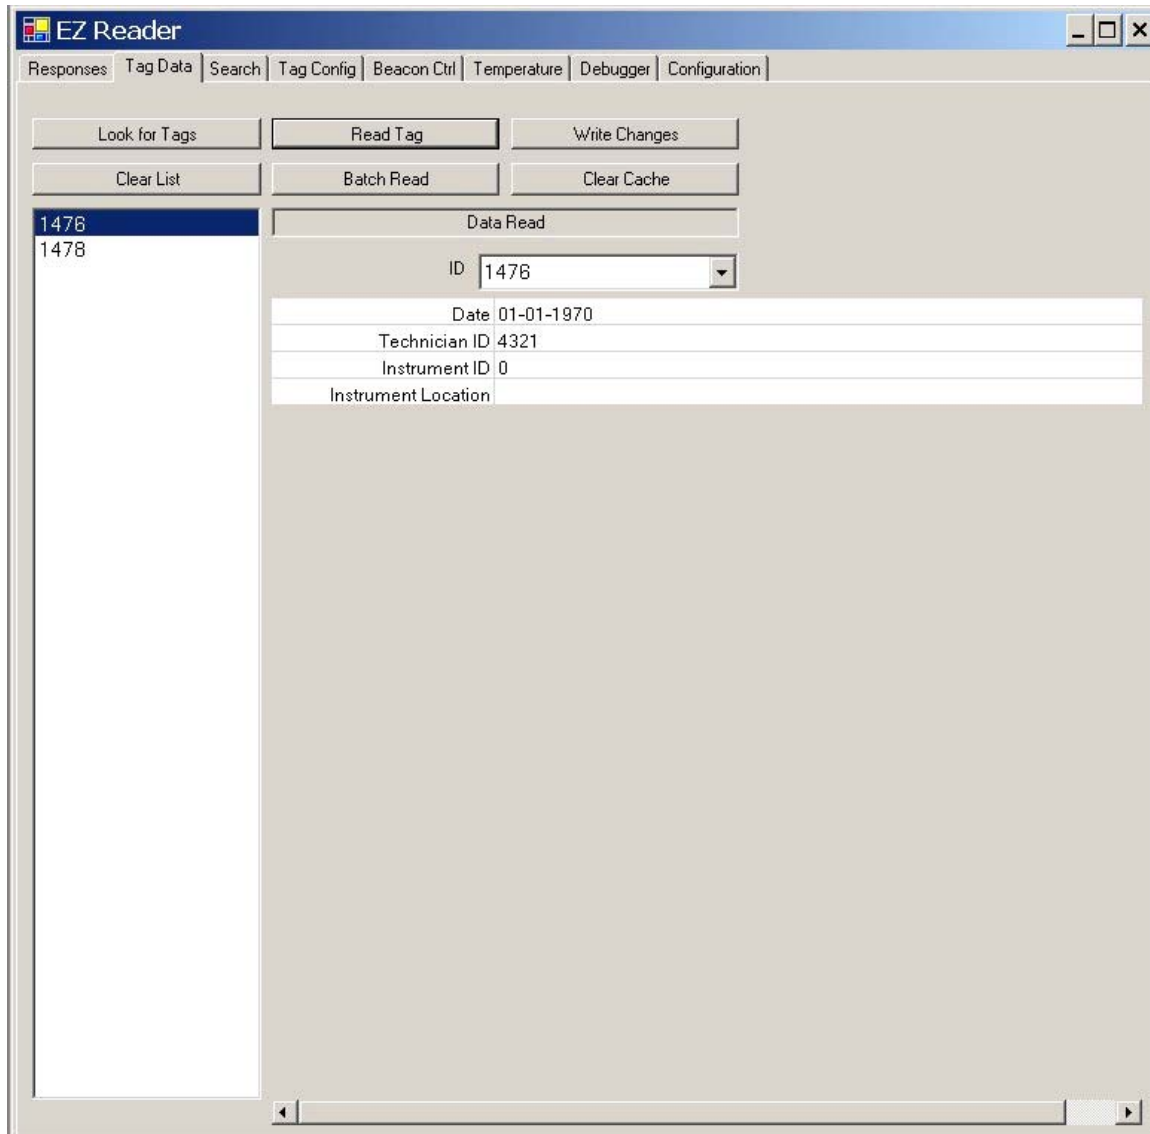 EZ Reader
Responses Tag Data Search Tag Config Beacon Ctrl Temperature Debugger Configuration
Look for Tags Read Tag Write Changes
Clear List Batch Read Clear Cache
1476 Data Read
1478
ID 1476
Date 01-01-1970
Technician ID 4321
Instrument ID 0
Instrument Location